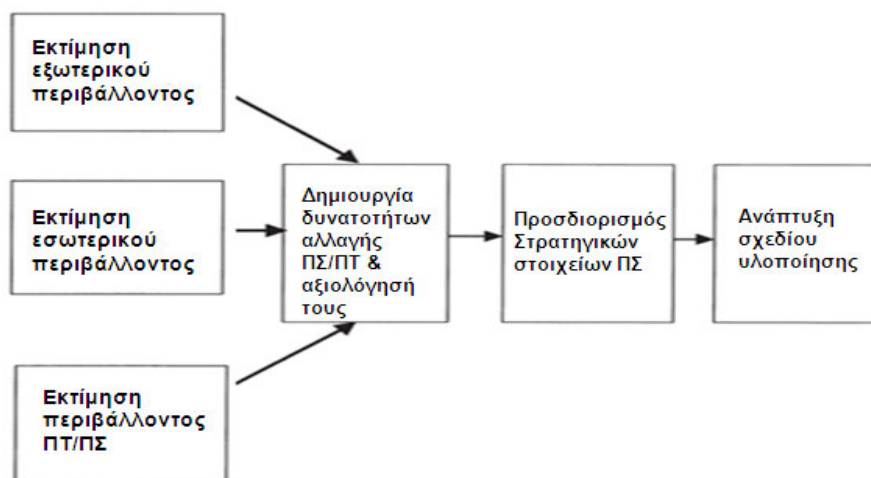 Εκτίμηση
εξωτερικού
περιβάλλοντος
Εκτίμηση
εσωτερικού
περιβάλλοντος
Εκτίμηση
περιβάλλοντος
ΠΤ/ΠΣ
Δημιουργία
δυνατοτήτων
αλλαγής
ΠΣ/ΠΤ &
αξιολόγησή
τους
Προσδιορισμός
Στρατηγικών
στοιχείων ΠΣ
Ανάπτυξη
σχεδίου
υλοποίησης